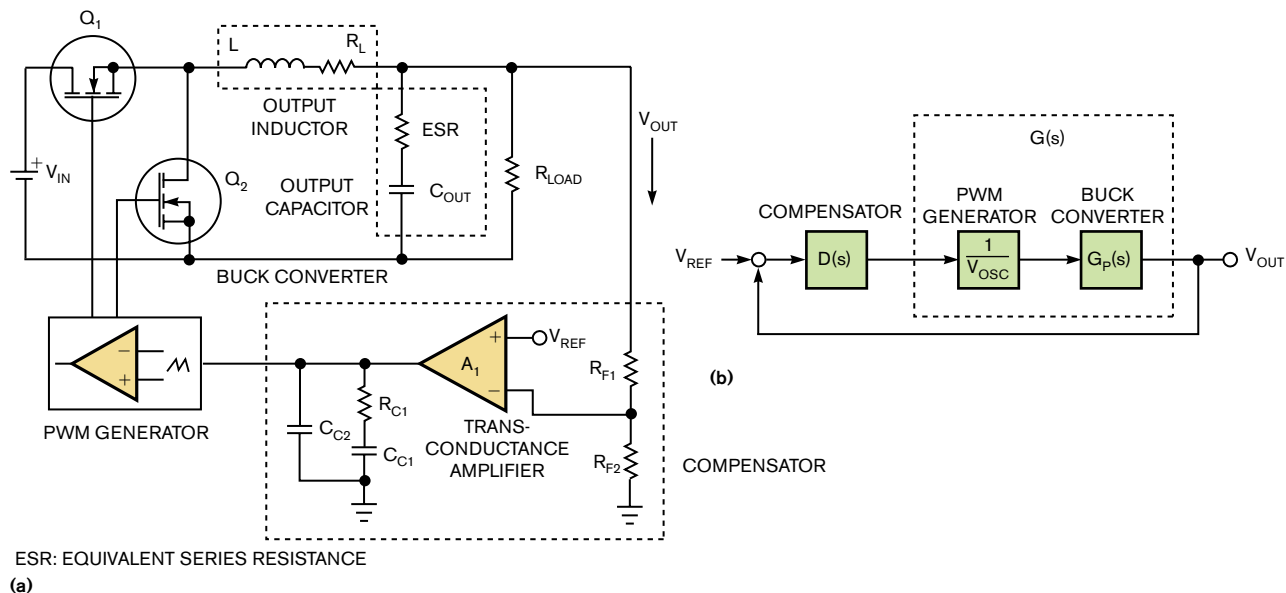 Q1
L
RL
OUTPUT
INDUCTOR
ESR
VOUT
+
VIN
Q2
OUTPUT
CAPACITOR
COUT
RLOAD
BUCK CONVERTER
+
VREF
A1
−
RF1
−
+
RC1
CC2
CC1
TRANS-
CONDUCTANCE
AMPLIFIER
RF2
PWM GENERATOR
COMPENSATOR
ESR: EQUIVALENT SERIES RESISTANCE
(a)
G(s)
COMPENSATOR
PWM
GENERATOR
BUCK
CONVERTER
VREF
D(s)
1
VOSC
GP(s)
VOUT
(b)